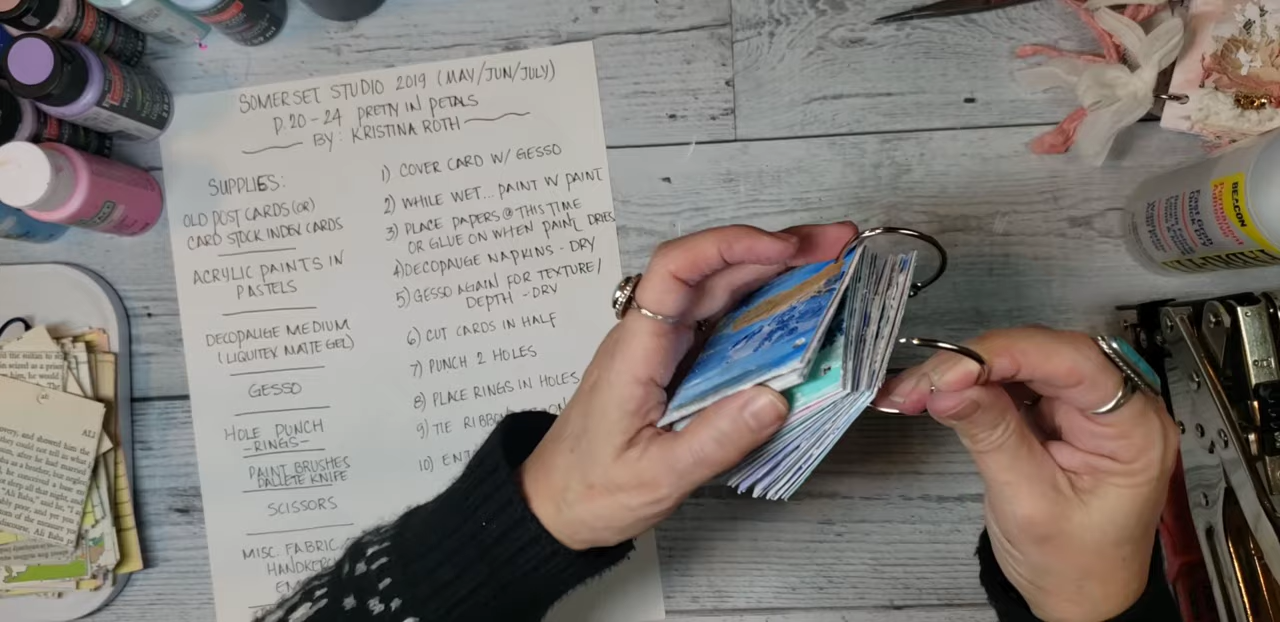 SOMERSET STUDIO 2019 (MAY/JUN/JULY)
P.20-24 PRETTY IN PETALS
BY: KRISTINA ROTH
SUPPLIES:
OLD POST CARDS (OR)
CARD STOCK INDEX CARDS
ACRYLIC PAINTS IN
PASTELS
DECOPAUGE MEDIUM
(LIQUITEX MATTE GEL)
GESSO
HOLE PUNCH
-RINGS-
PAINT BRUSHES
PALLETE KNIFE
SCISSORS
MISC. FABRIC
1) COVER CARD W/ GESSO
2) WHILE WET... PAINT W PAINT
3) PLACE PAPERS @ THIS TIME
OR GLUE ON WHEN PAINT DRIES
4) DECOPAUGE NAPKINS - DRY
5) GESSO AGAIN FOR TEXTURE/
DEPTH - DRY
6) CUT CARDS IN HALF
7) PUNCH 2 HOLES
8) PLACE RINGS IN HOLES
9) TIE RIBBON
10)
BEACON